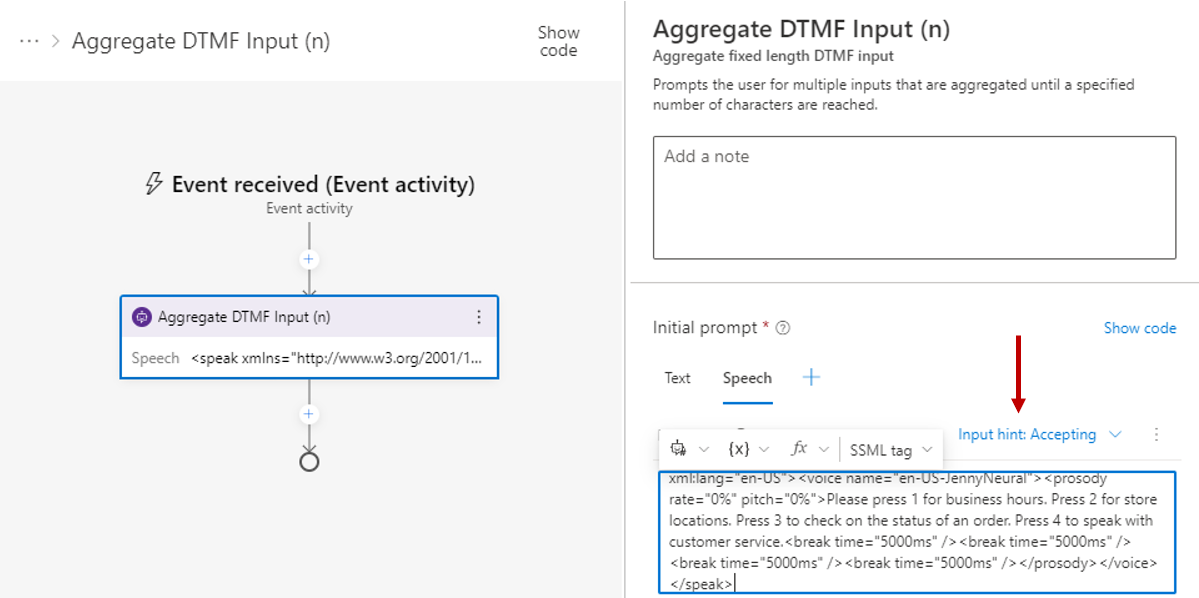 ··· > Aggregate DTMF Input (n)
Show
code
Event received (Event activity)
Event activity
Aggregate DTMF Input (n)
Speech <speak xmlns="http://www.w3.org/2001/1...
Aggregate DTMF Input (n)
Aggregate fixed length DTMF input
Prompts the user for multiple inputs that are aggregated until a specified
number of characters are reached.
Add a note
Initial prompt *
Show code
Text Speech +
Input hint: Accepting
{x} fx SSML tag
xml:lang="en-US"><voice name="en-US-JennyNeural"><prosody
rate="0%" pitch="0%">Please press 1 for business hours. Press 2 for store
locations. Press 3 to check on the status of an order. Press 4 to speak with
customer service.<break time="5000ms" /><break time="5000ms" />
<break time="5000ms" /><break time="5000ms" /></prosody></voice>
</speak>